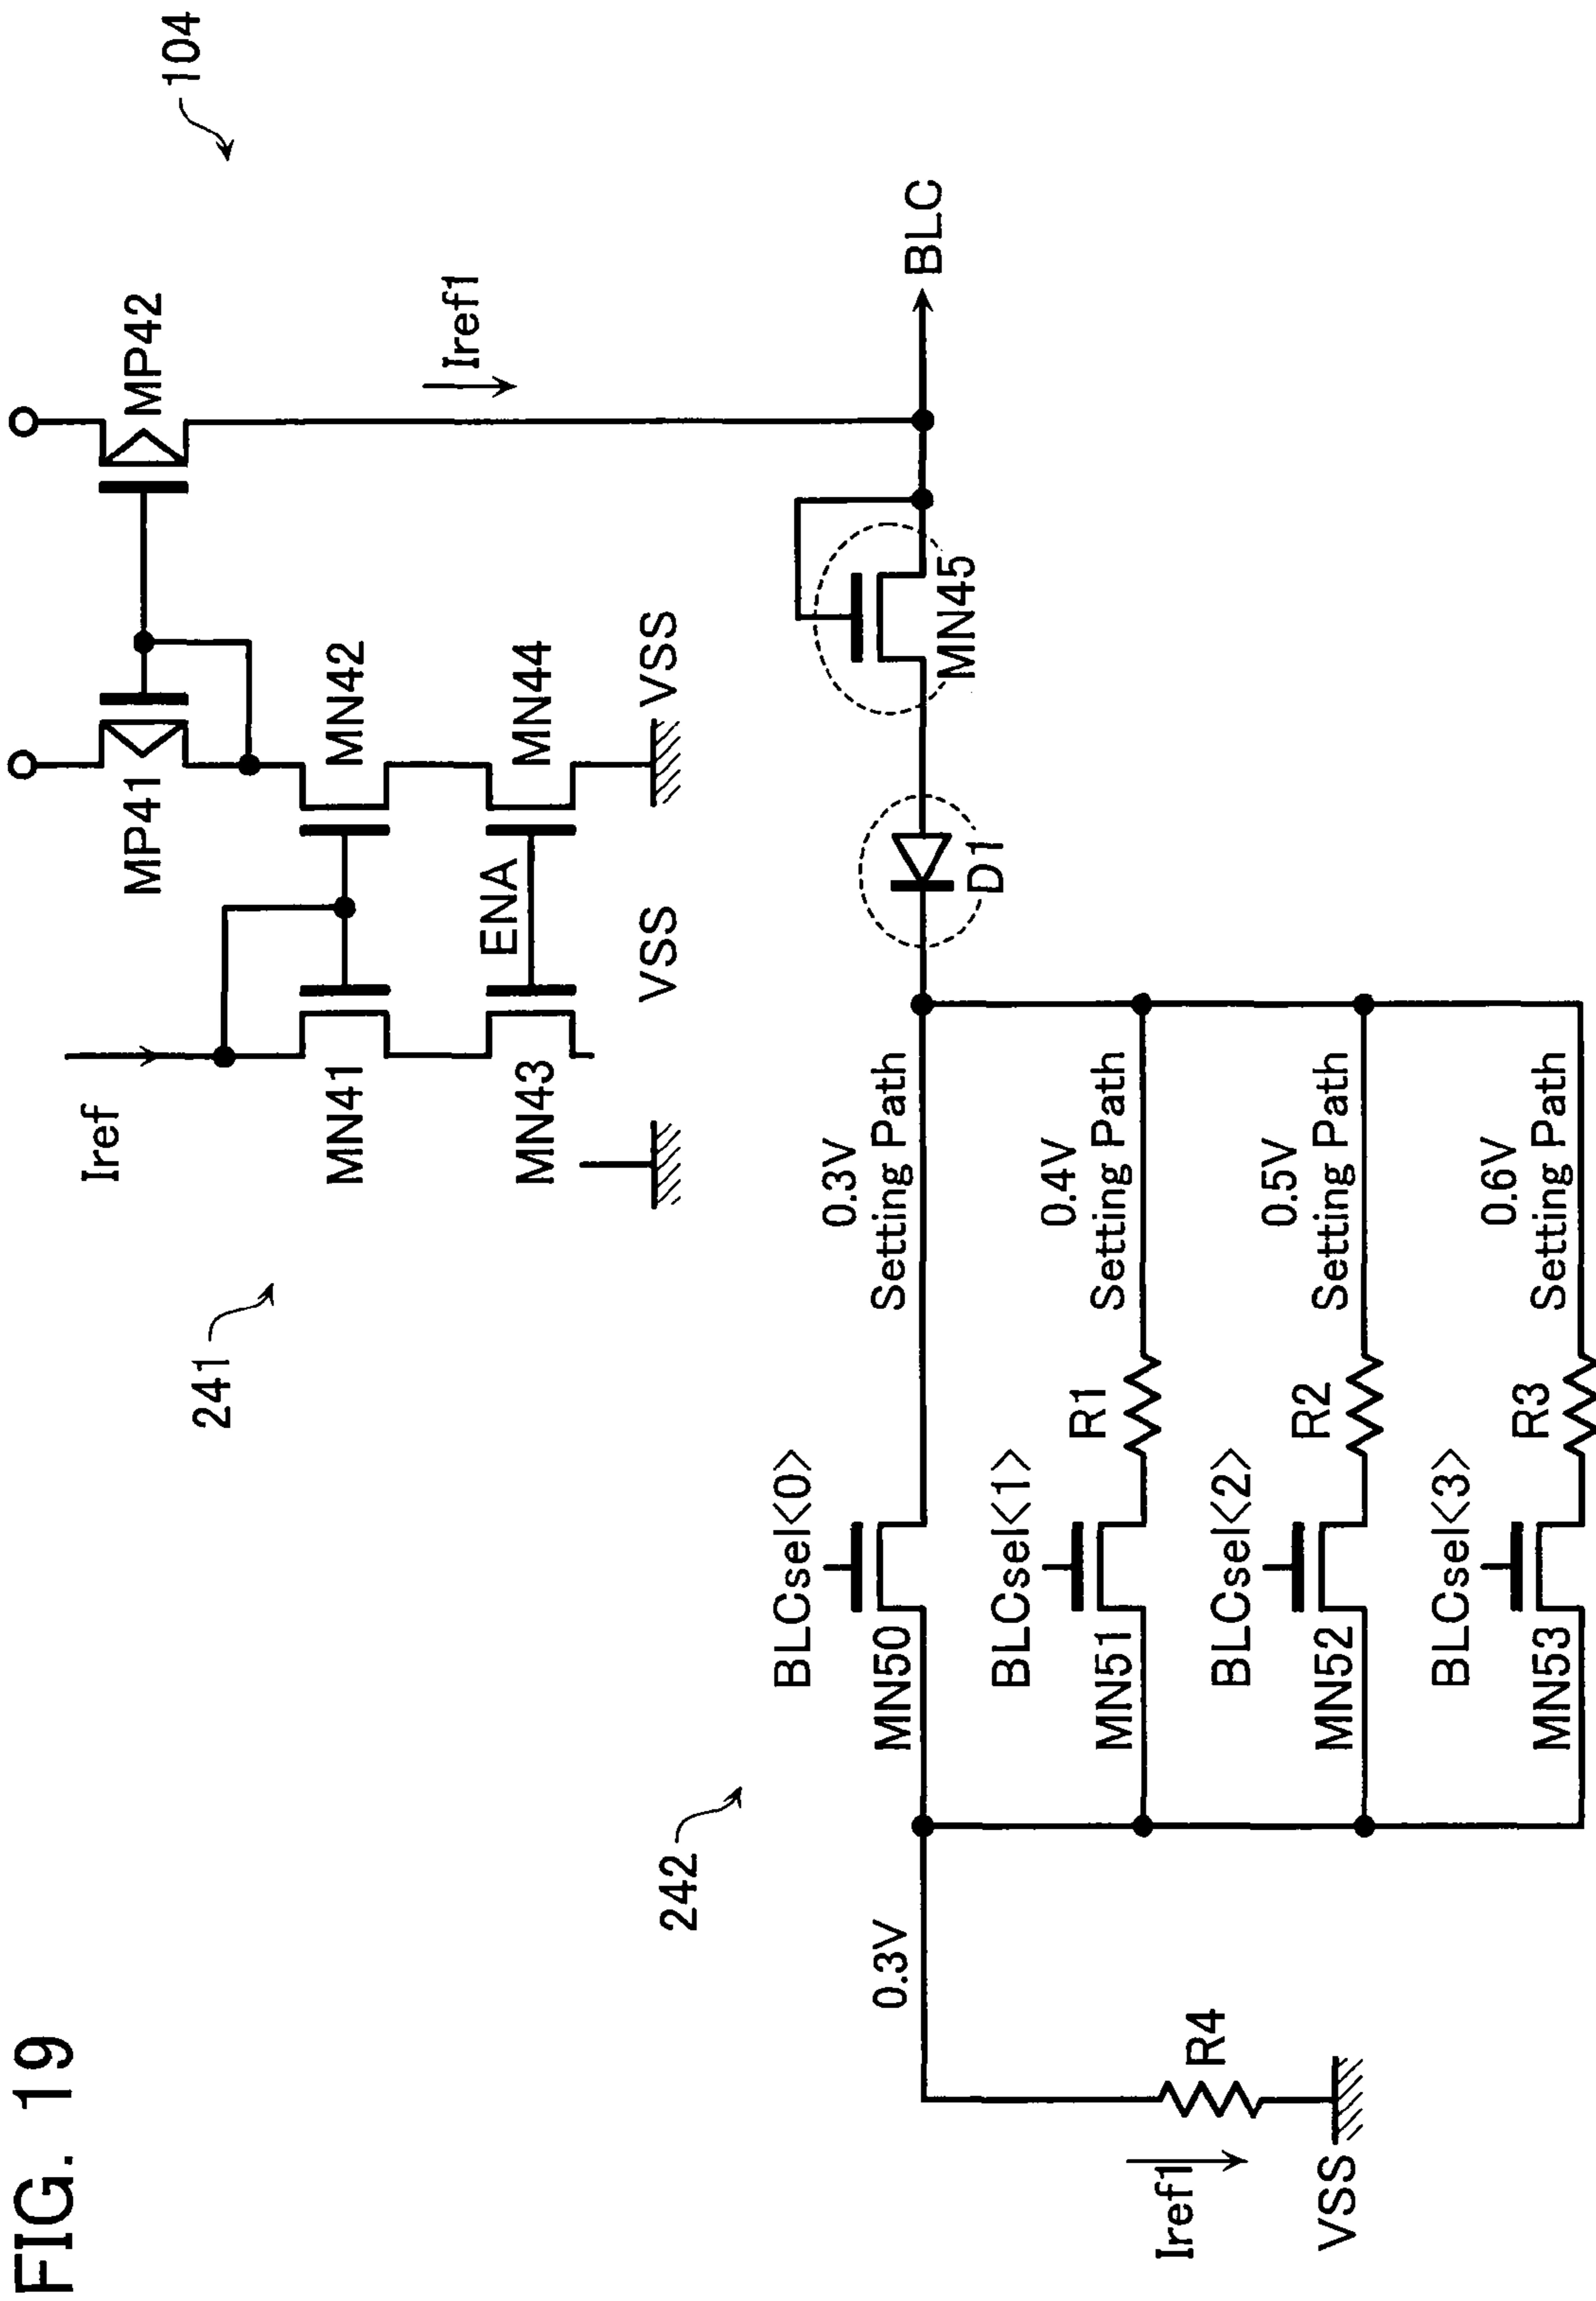 FIG. 19
104
241
Iref
MP41
MP42
MN41
MN42
ENA
MN43
MN44
VSS
VSS
Iref1
BLC
MN45
D1
242
0.3V
Setting Path
BLCsel<0>
MN50
0.3V
0.4V
Setting Path
R1
BLCsel<1>
MN51
0.5V
Setting Path
R2
BLCsel<2>
MN52
0.6V
Setting Path
R3
BLCsel<3>
MN53
R4
Iref1
VSS